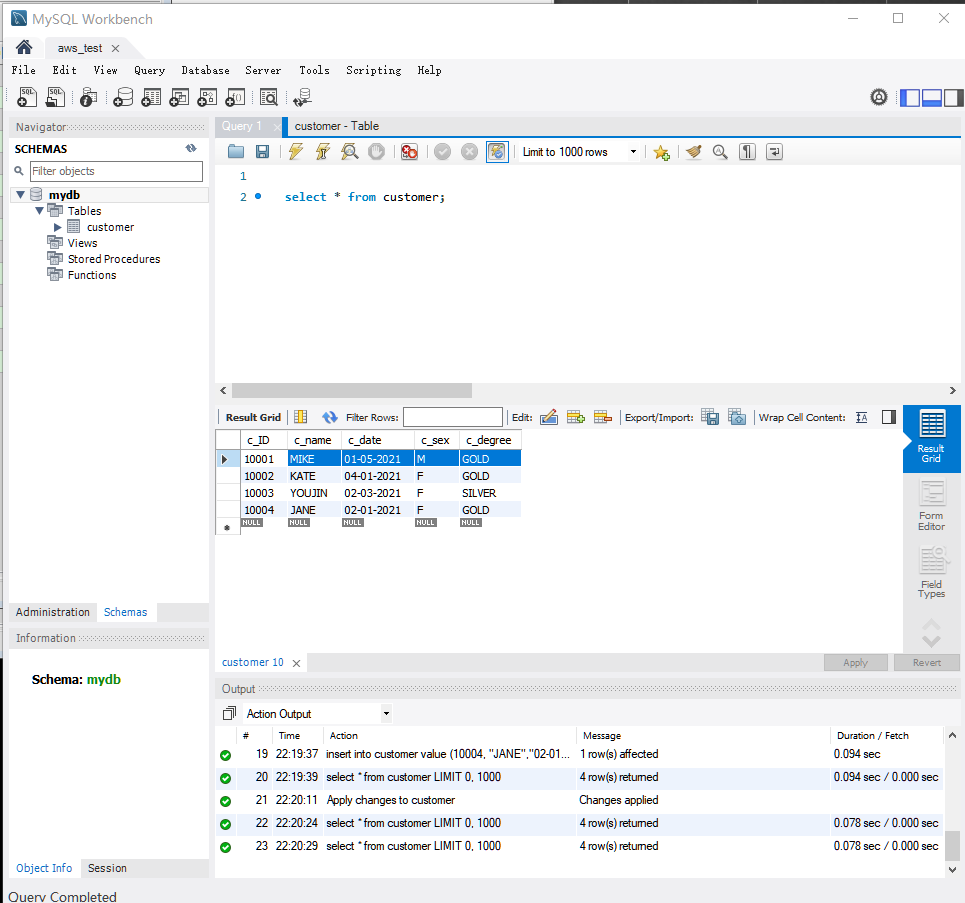 MySQL Workbench
aws_test
File Edit View Query Database Server Tools Scripting Help
Navigator
SCHEMAS
Filter objects
mydb
Tables
customer
Views
Stored Procedures
Functions
Administration Schemas
Information
Schema: mydb
Object Info Session
Query Completed
Query 1 customer - Table
Limit to 1000 rows
1
2 select * from customer;
Result Grid Filter Rows: Edit: Export/Import: Wrap Cell Content:
c_ID c_name c_date c_sex c_degree
10001 MIKE 01-05-2021 M GOLD
10002 KATE 04-01-2021 F GOLD
10003 YOUJIN 02-03-2021 F SILVER
10004 JANE 02-01-2021 F GOLD
NULL NULL NULL NULL NULL
Result
Grid
Form
Editor
Field
Types
customer 10 Apply Revert
Output
Action Output
# Time Action Message Duration / Fetch
19 22:19:37 insert into customer value (10004, "JANE","02-01... 1 row(s) affected 0.094 sec
20 22:19:39 select * from customer LIMIT 0, 1000 4 row(s) returned 0.094 sec / 0.000 sec
21 22:20:11 Apply changes to customer Changes applied
22 22:20:24 select * from customer LIMIT 0, 1000 4 row(s) returned 0.078 sec / 0.000 sec
23 22:20:29 select * from customer LIMIT 0, 1000 4 row(s) returned 0.078 sec / 0.000 sec